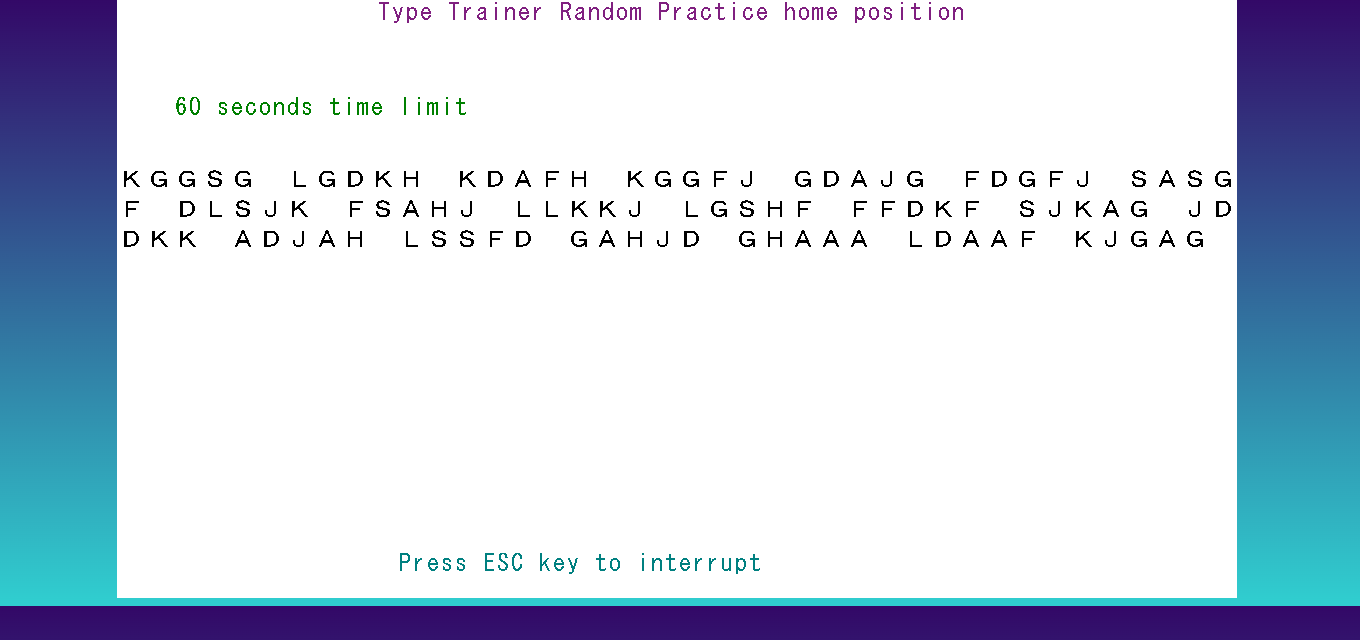 Type Trainer Random Practice home position
60 seconds time limit
KGGSG LGDKH KDAFH KGGFJ GDAJG FDGFJ SASG
F DLSJK FSAHJ LLKKJ LGSHF FFDKF SJKAG JD
DKK ADJAH LSSFD GAHJD GHAAA LDAAF KJGAG
Press ESC key to interrupt